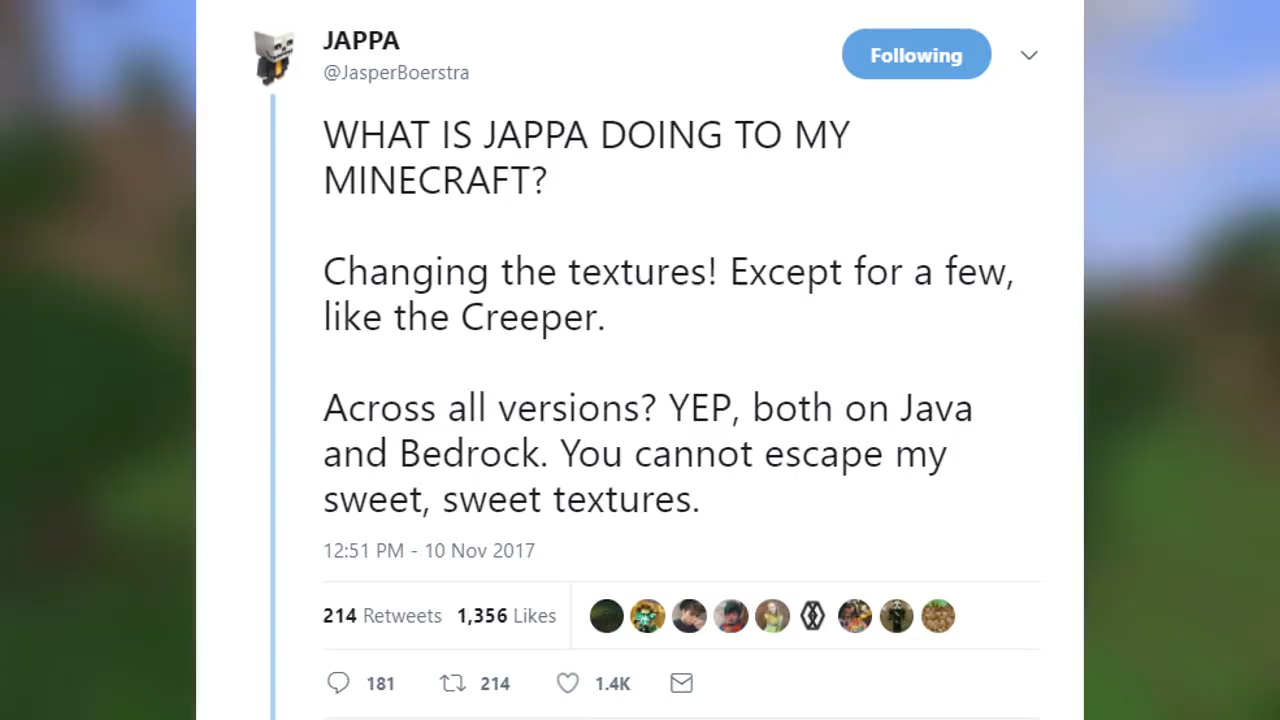 JAPPA
@JasperBoerstra
Following
WHAT IS JAPPA DOING TO MY
MINECRAFT?
Changing the textures! Except for a few,
like the Creeper.
Across all versions? YEP, both on Java
and Bedrock. You cannot escape my
sweet, sweet textures.
12:51 PM - 10 Nov 2017
214 Retweets 1,356 Likes
181 214 1.4K